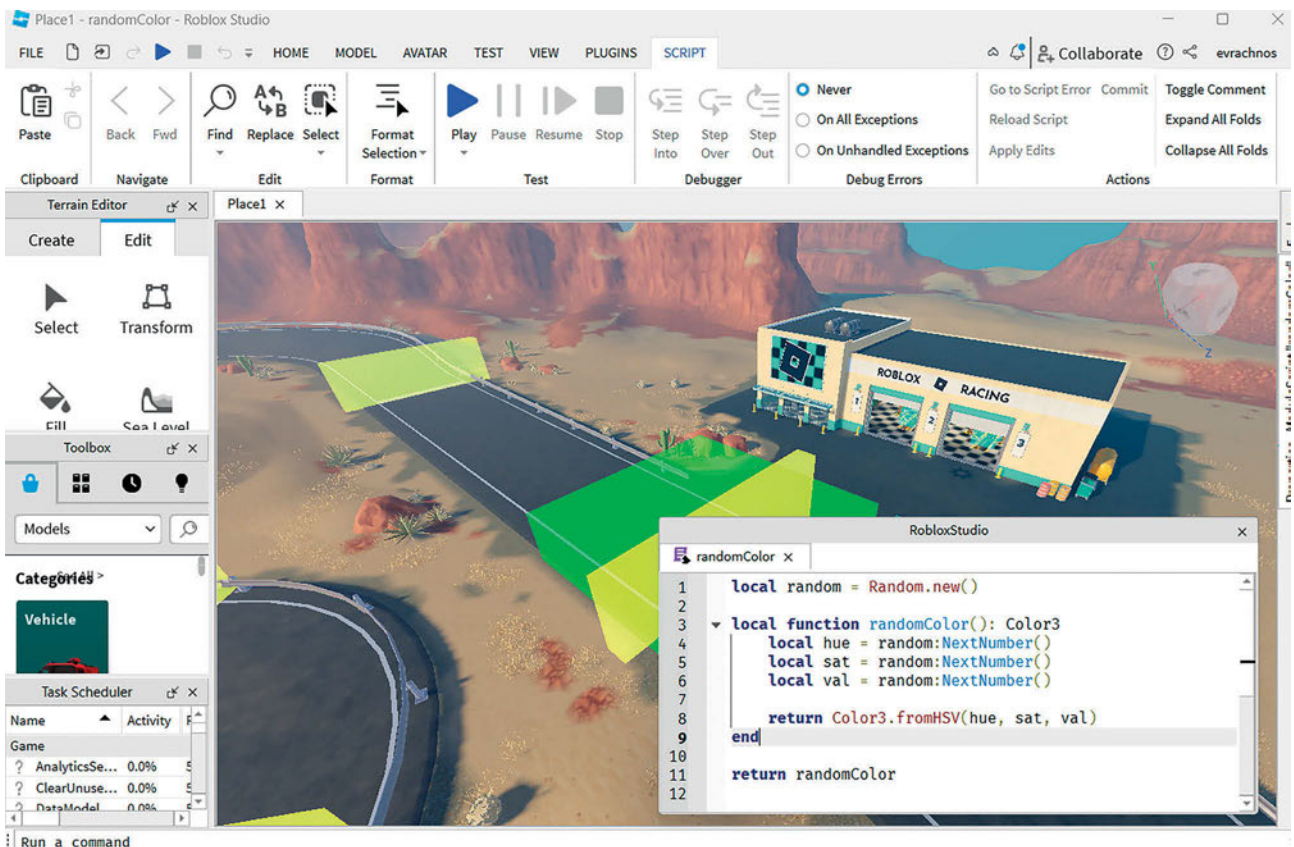 Place1 - randomColor - Roblox Studio
FILE HOME MODEL AVATAR TEST VIEW PLUGINS SCRIPT Collaborate evrachnos
Paste Back Fwd Find Replace Select Format Selection Play Pause Resume Stop Step Into Step Over Step Out
Never
On All Exceptions
On Unhandled Exceptions
Go to Script Error Commit
Reload Script
Apply Edits
Toggle Comment
Expand All Folds
Collapse All Folds
Clipboard Navigate Edit Format Test Debugger Debug Errors Actions
Terrain Editor
Place1
Create Edit
Select Transform
Fill Sea Level
Toolbox
Models
Categories
Vehicle
Task Scheduler
Name Activity
Game
AnalyticsSe... 0.0% 5
ClearUnuse... 0.0%
DataModel 0.0%
Run a command
ROBLOX RACING
1 2 3
Y
Z
RobloxStudio
randomColor
1 local random = Random.new()
2
3 local function randomColor(): Color3
4 local hue = random:NextNumber()
5 local sat = random:NextNumber()
6 local val = random:NextNumber()
7
8 return Color3.fromHSV(hue, sat, val)
9 end
10
11 return randomColor
12